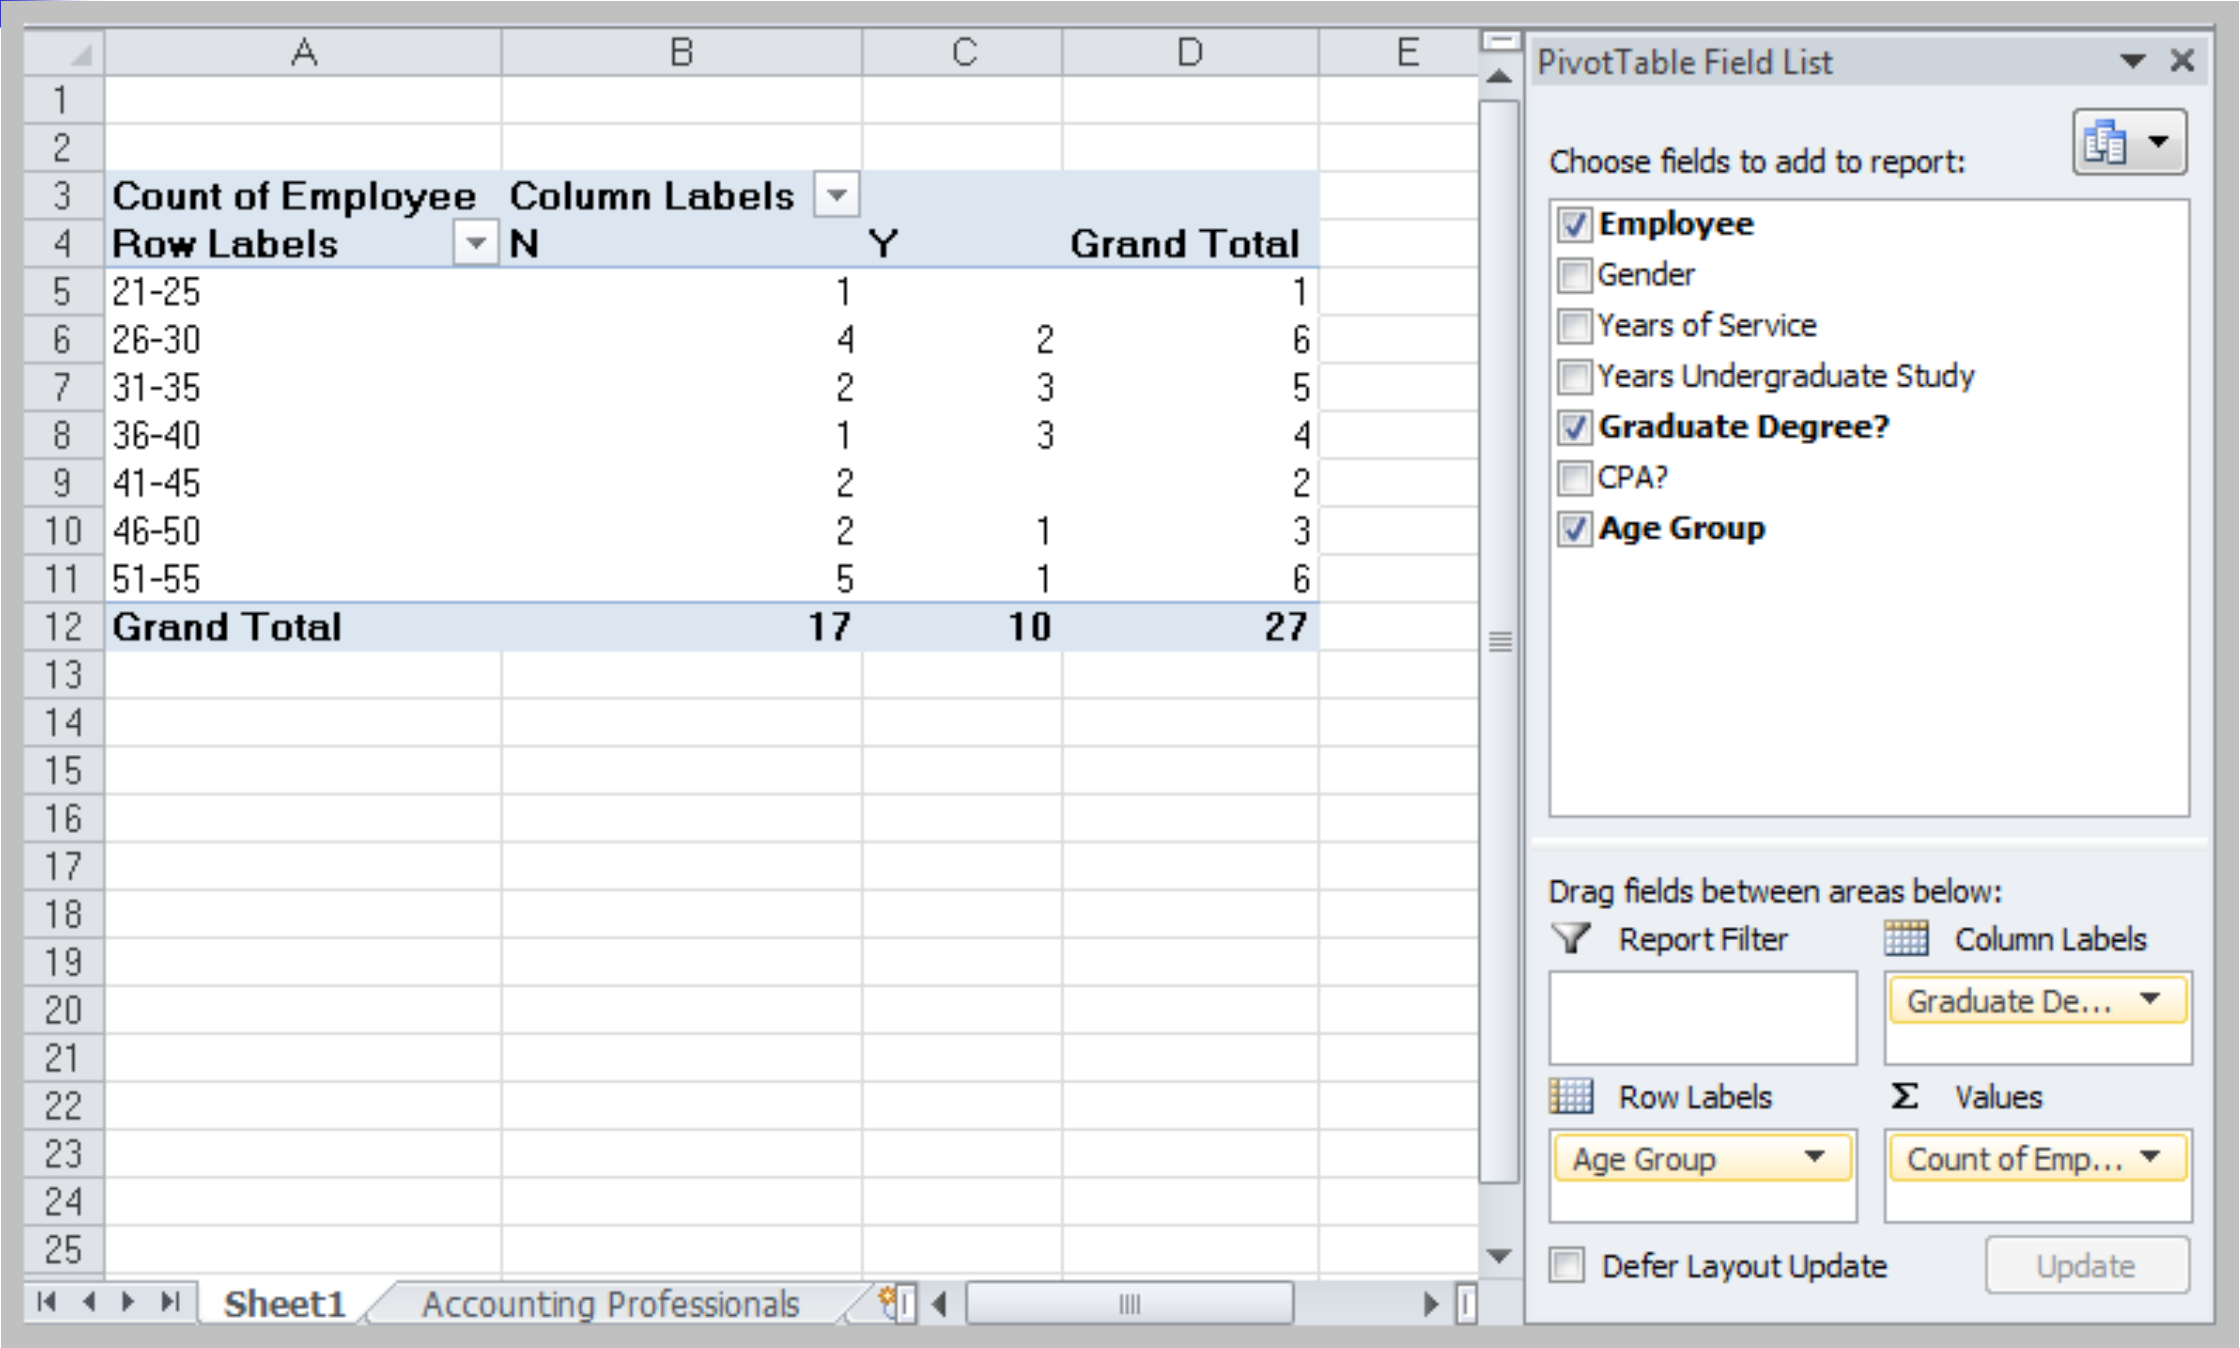 A B C D E
1
2
3 Count of Employee Column Labels
4 Row Labels N Y Grand Total
5 21-25 1 1
6 26-30 4 2 6
7 31-35 2 3 5
8 36-40 1 3 4
9 41-45 2 2
10 46-50 2 1 3
11 51-55 5 1 6
12 Grand Total 17 10 27
13
14
15
16
17
18
19
20
21
22
23
24
25
Sheet1 Accounting Professionals
PivotTable Field List
Choose fields to add to report:
Employee
Gender
Years of Service
Years Undergraduate Study
Graduate Degree?
CPA?
Age Group
Drag fields between areas below:
Report Filter Column Labels
Graduate De...
Row Labels Σ Values
Age Group Count of Emp...
Defer Layout Update Update